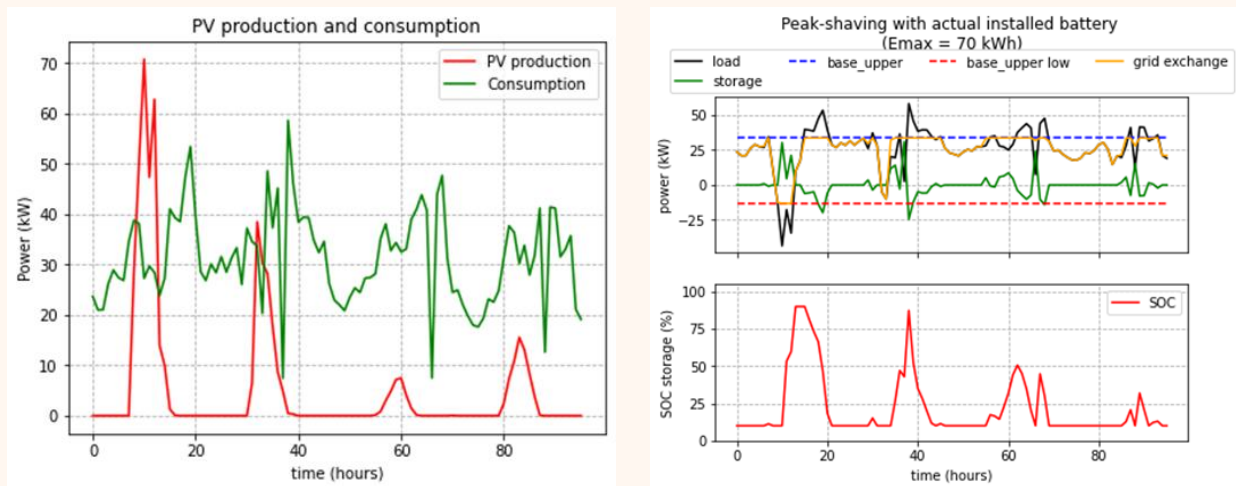 PV production and consumption
PV production
Consumption
70
60
50
40
30
20
10
0
Power (kW)
0 20 40 60 80
time (hours)
Peak-shaving with actual installed battery
(Emax = 70 kWh)
load base_upper base_upper low grid exchange
storage
50
25
0
−25
power (kW)
100
75
50
25
0
SOC storage (%)
SOC
0 20 40 60 80
time (hours)